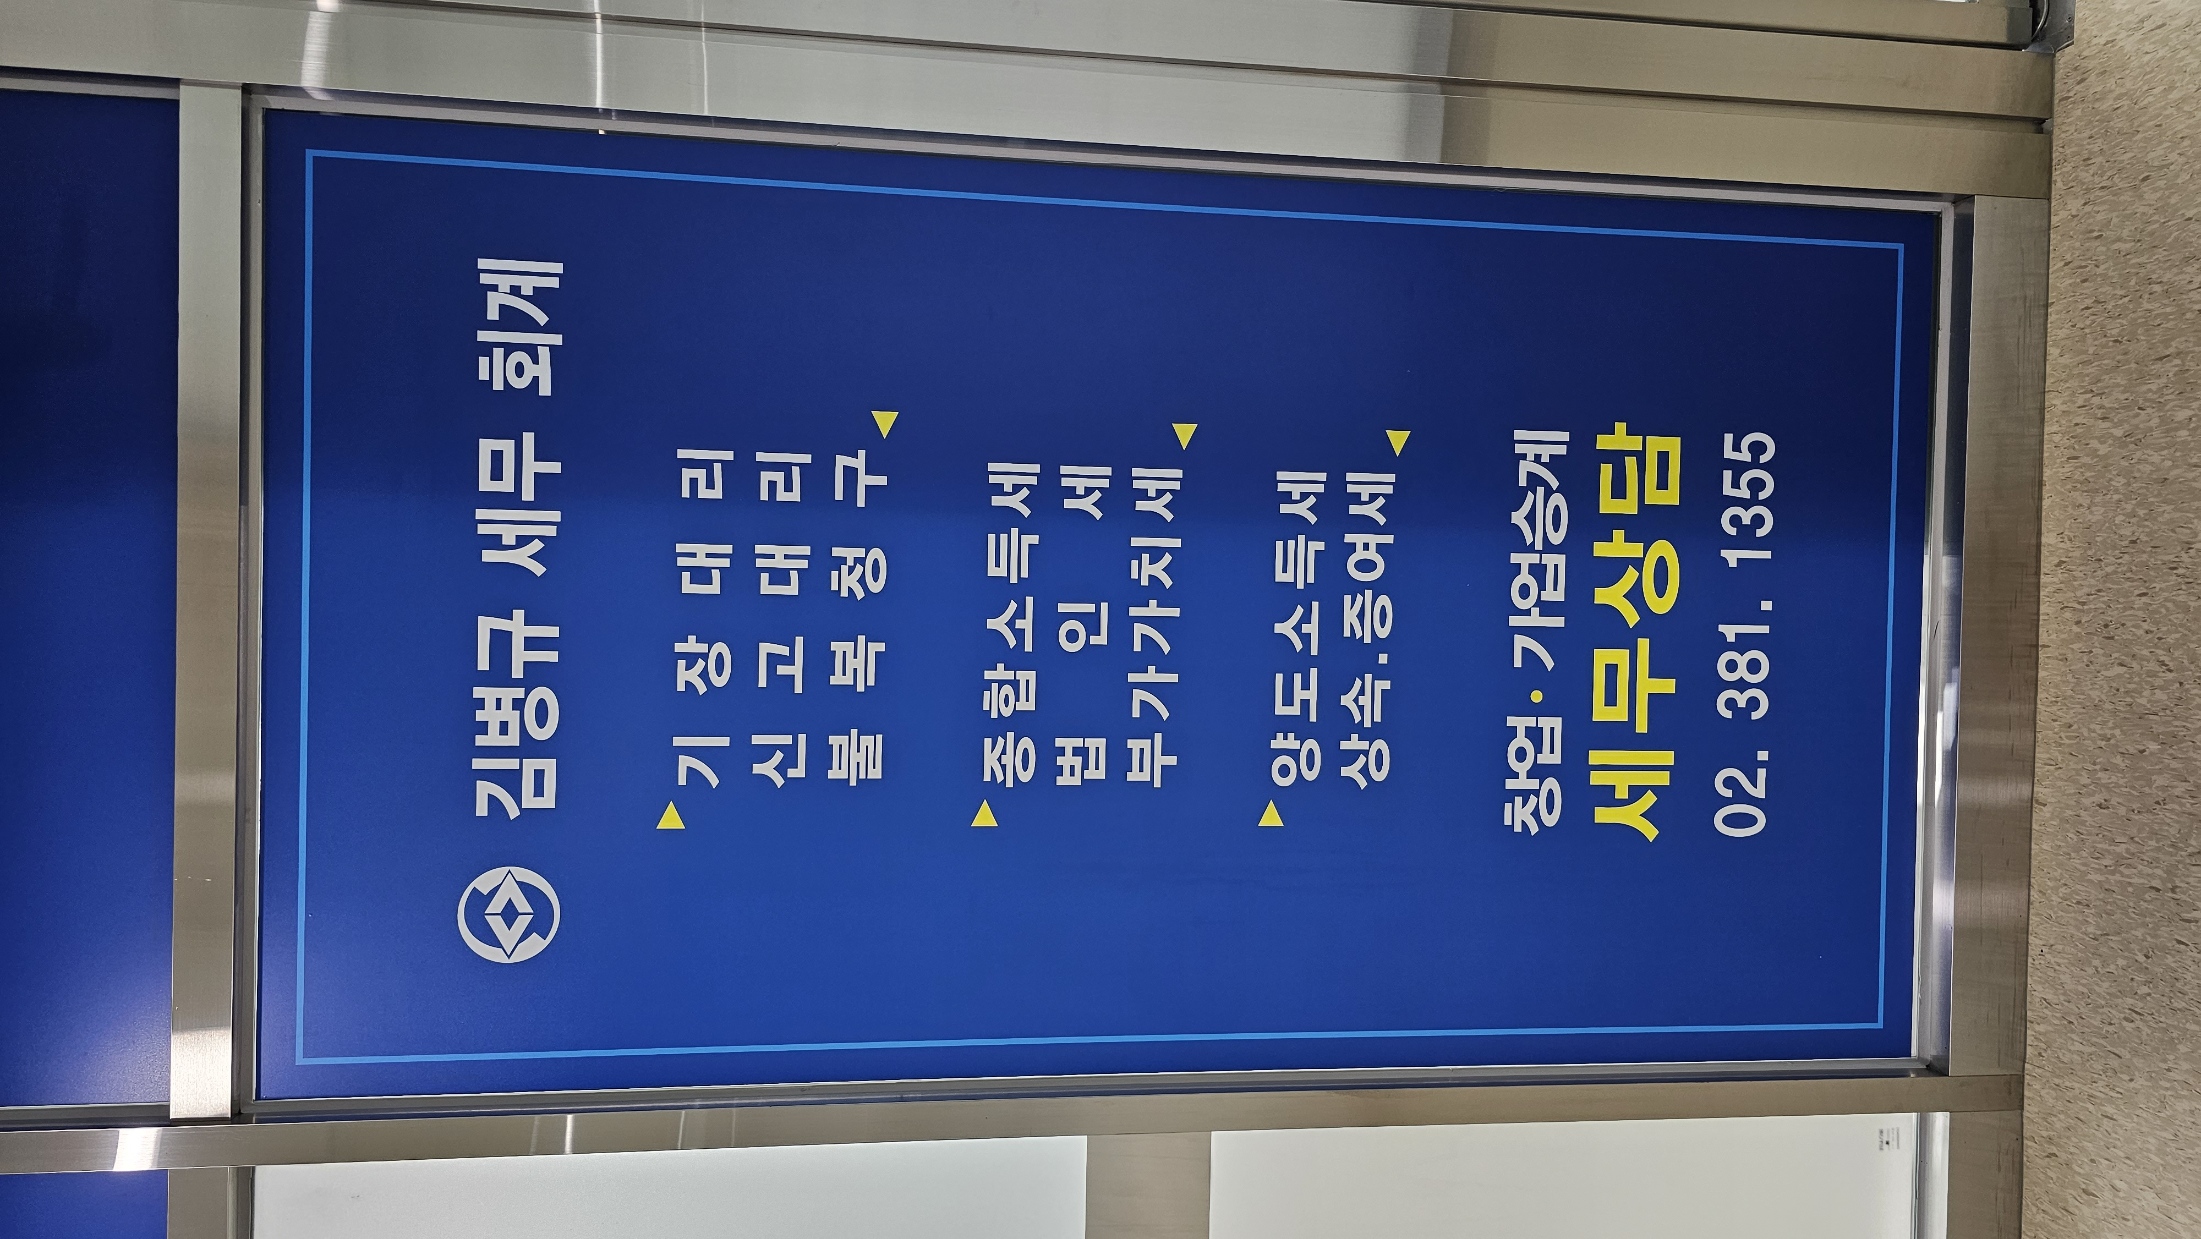 김병규 세무 회계
기 장 대 리
신 고 대 리
불 복 청 구
종합소득세
법 인 세
부가가치세
양도소득세
상속.증여세
창업·가업승계
세무상담
02. 381. 1355